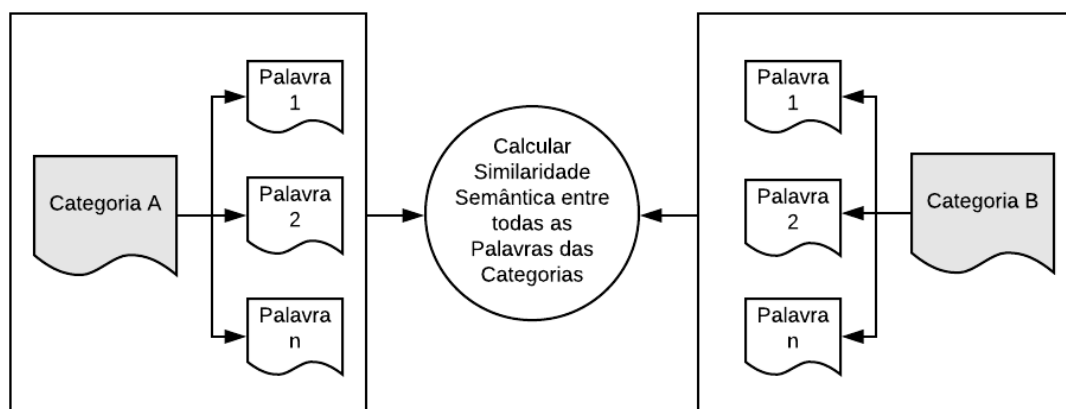 Categoria A
Palavra
1
Palavra
2
Palavra
n
Calcular
Similaridade
Semântica entre
todas as
Palavras das
Categorias
Palavra
1
Palavra
2
Palavra
n
Categoria B